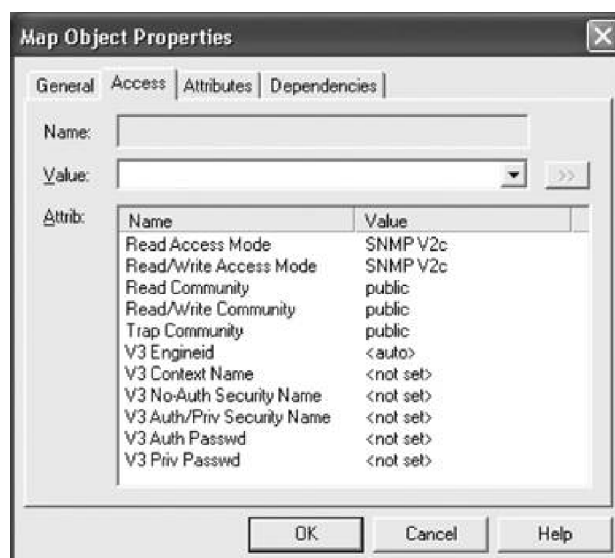 Map Object Properties
General Access Attributes Dependencies
Name:
Value: >>
Attrib: Name Value
Read Access Mode SNMP V2c
Read/Write Access Mode SNMP V2c
Read Community public
Read/Write Community public
Trap Community public
V3 Engineid <auto>
V3 Context Name <not set>
V3 No-Auth Security Name <not set>
V3 Auth/Priv Security Name <not set>
V3 Auth Passwd <not set>
V3 Priv Passwd <not set>
OK Cancel Help